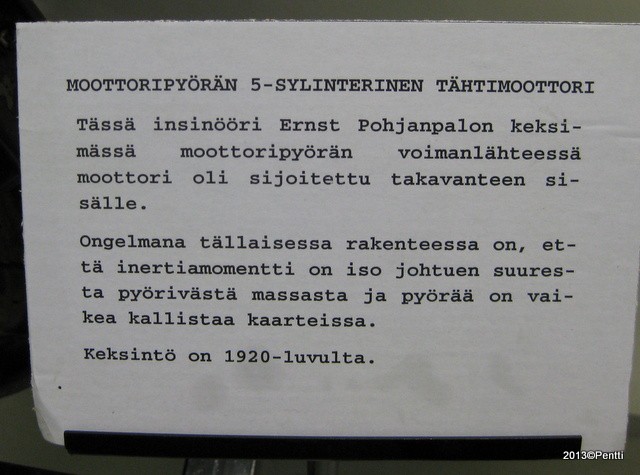 MOOTTORIPYÖRÄN 5-SYLINTERINEN TÄHTIMOOTTORI
Tässä insinööri Ernst Pohjanpalon keksi-
mässä moottoripyörän voimanlähteessä
moottori oli sijoitettu takavanteen si-
sälle.
Ongelmana tällaisessa rakenteessa on, et-
tä inertiamomentti on iso johtuen suures-
ta pyörivästä massasta ja pyörää on vai-
kea kallistaa kaarteissa.
Keksintö on 1920-luvulta.
2013©Pentti